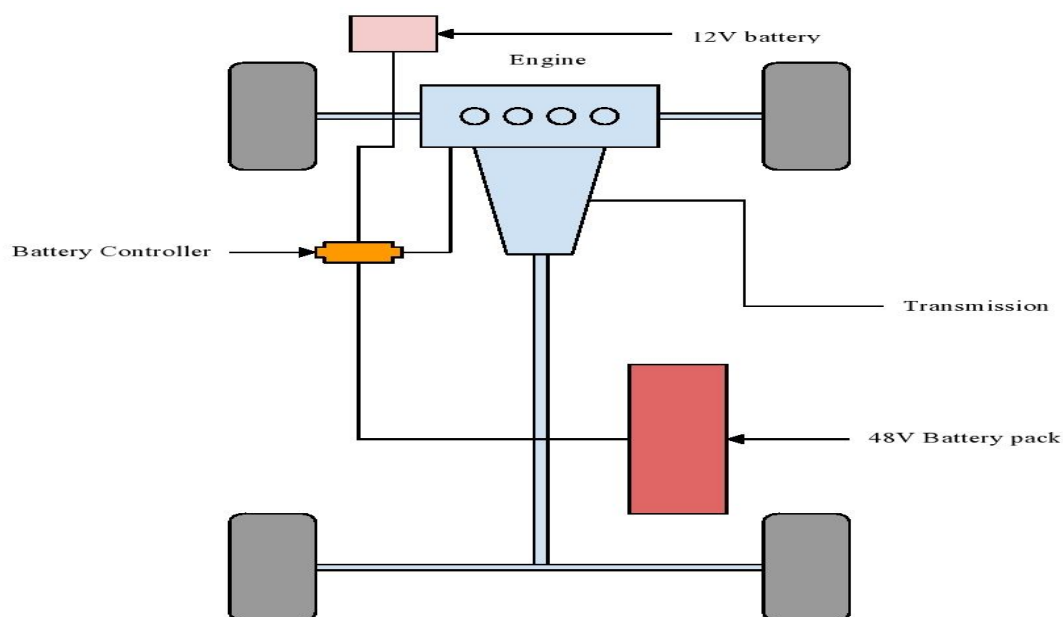 12V battery
Engine
Battery Controller
Transmission
48V Battery pack